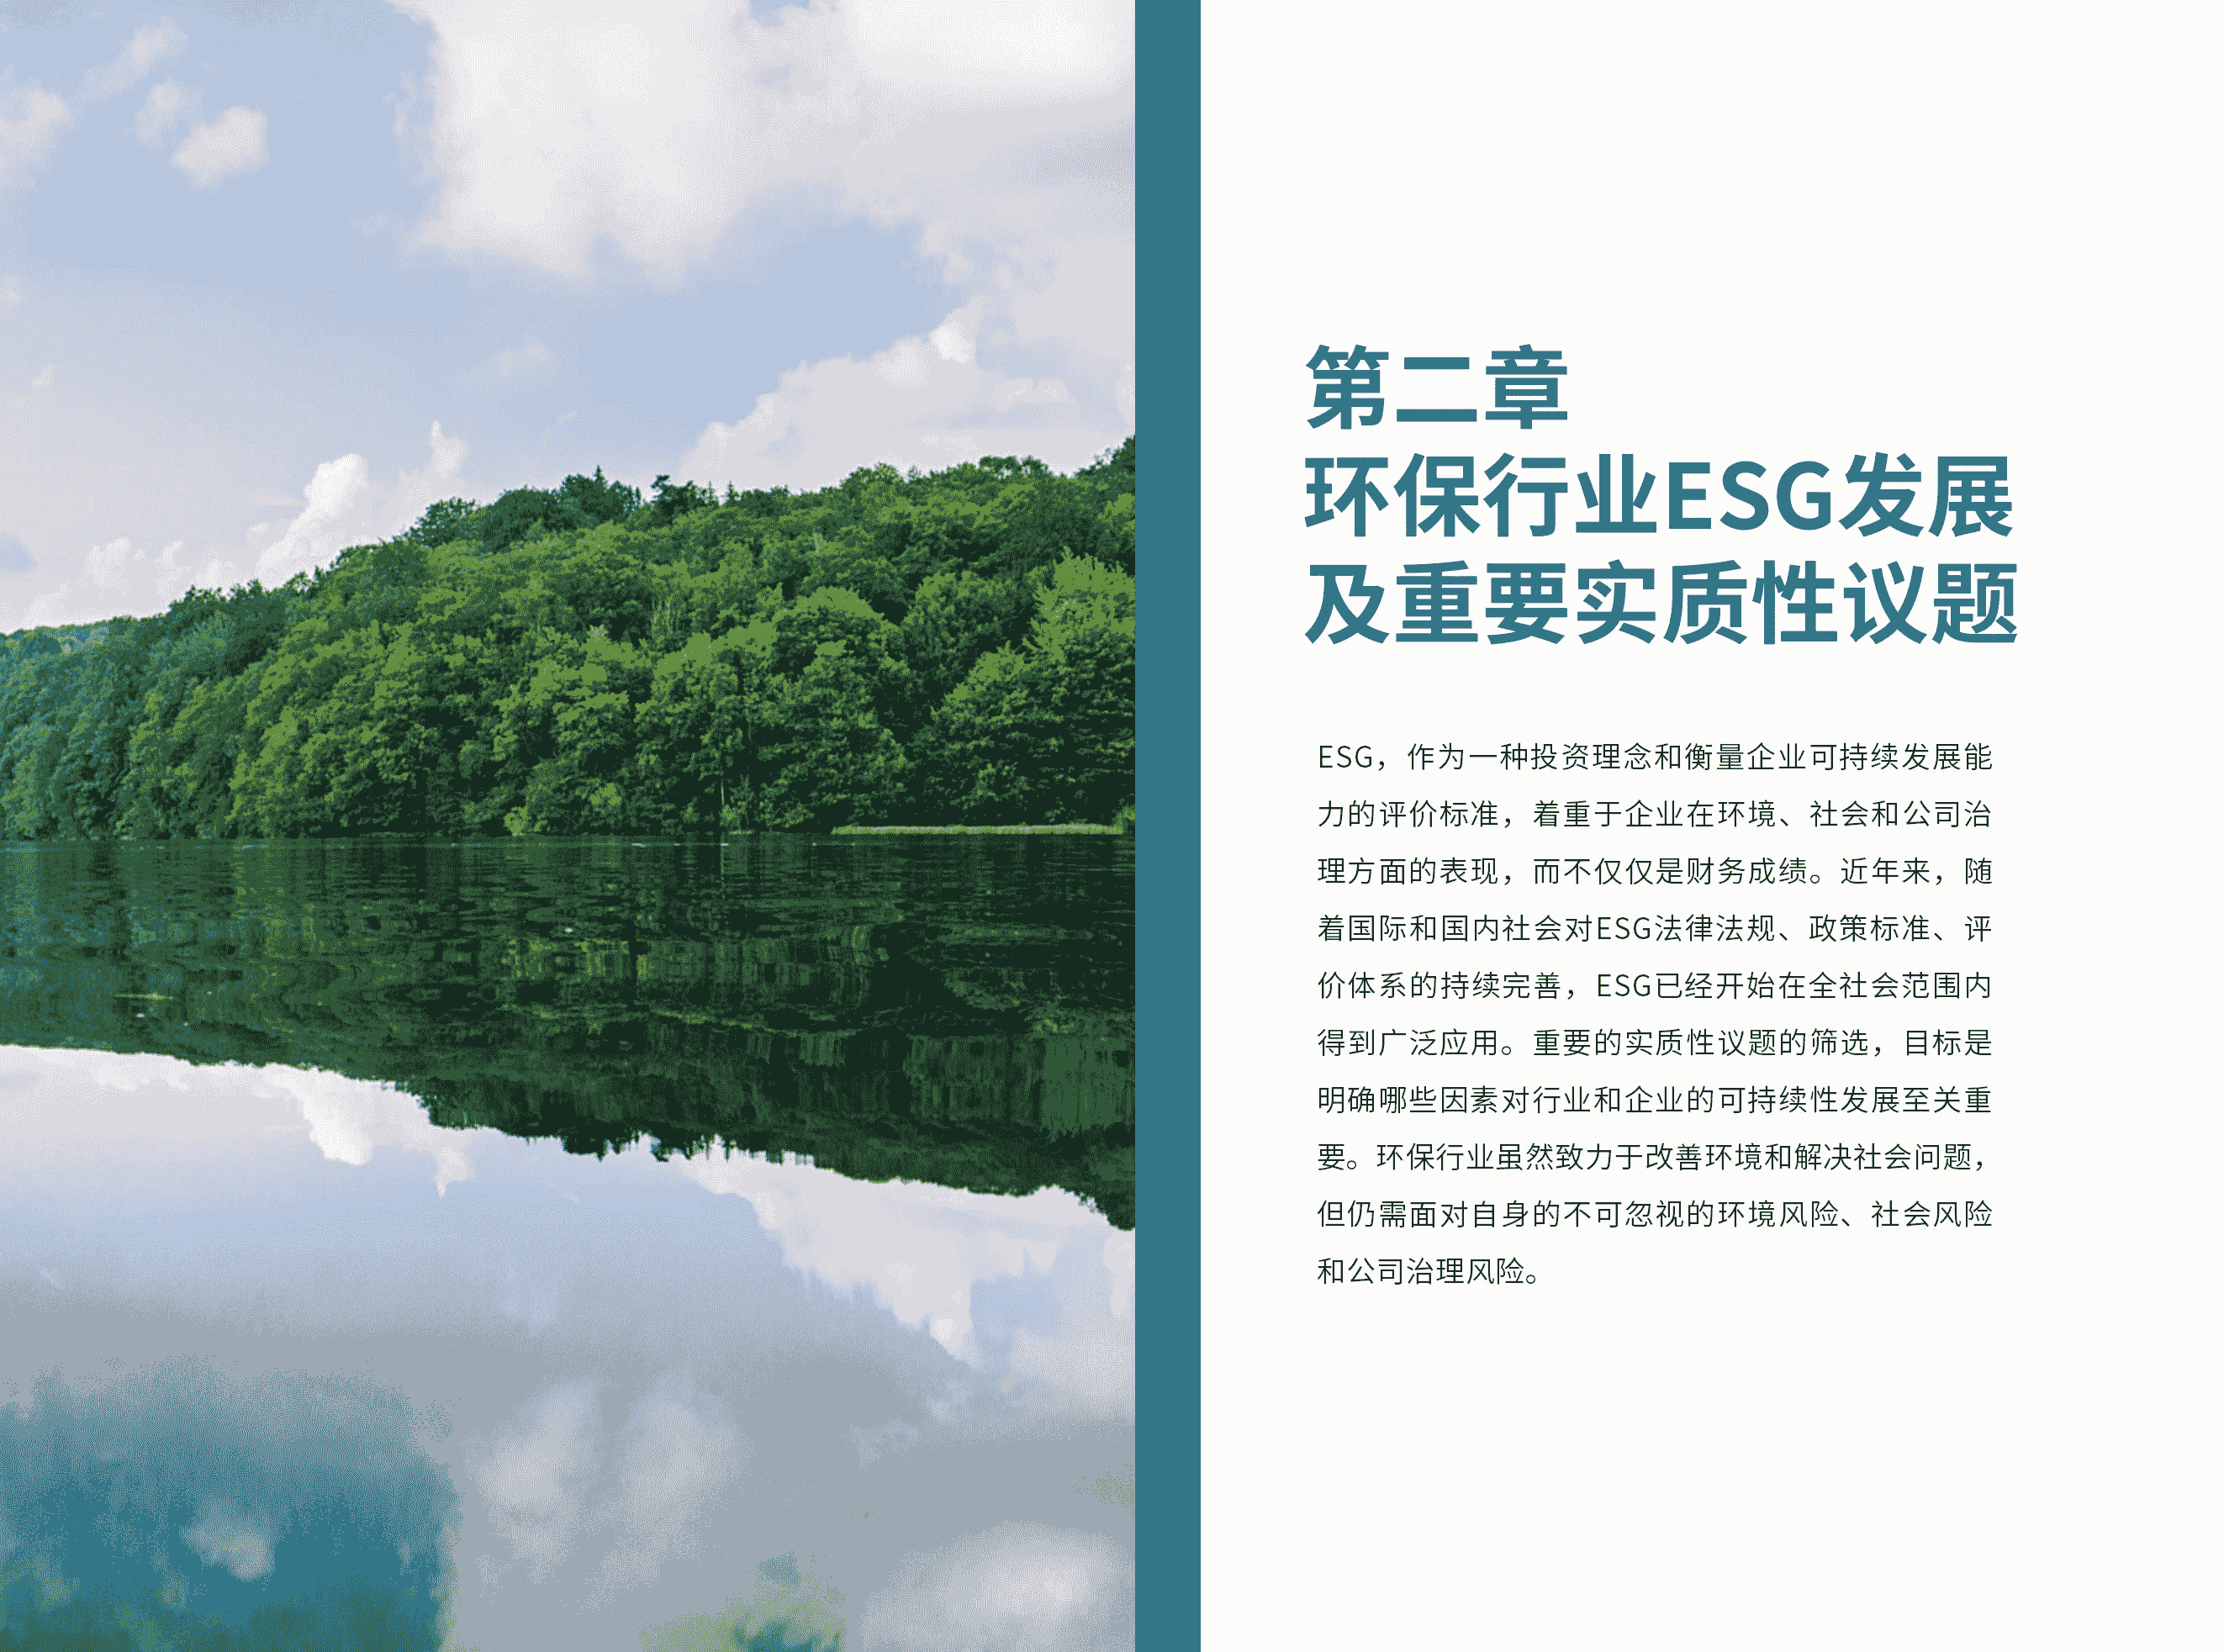 第二章
环保行业ESG发展
及重要实质性议题
ESG，作为一种投资理念和衡量企业可持续发展能
力的评价标准，着重于企业在环境、社会和公司治
理方面的表现，而不仅仅是财务成绩。近年来，随
着国际和国内社会对ESG法律法规、政策标准、评
价体系的持续完善，ESG已经开始在全社会范围内
得到广泛应用。重要的实质性议题的筛选，目标是
明确哪些因素对行业和企业的可持续性发展至关重
要。环保行业虽然致力于改善环境和解决社会问题，
但仍需面对自身的不可忽视的环境风险、社会风险
和公司治理风险。